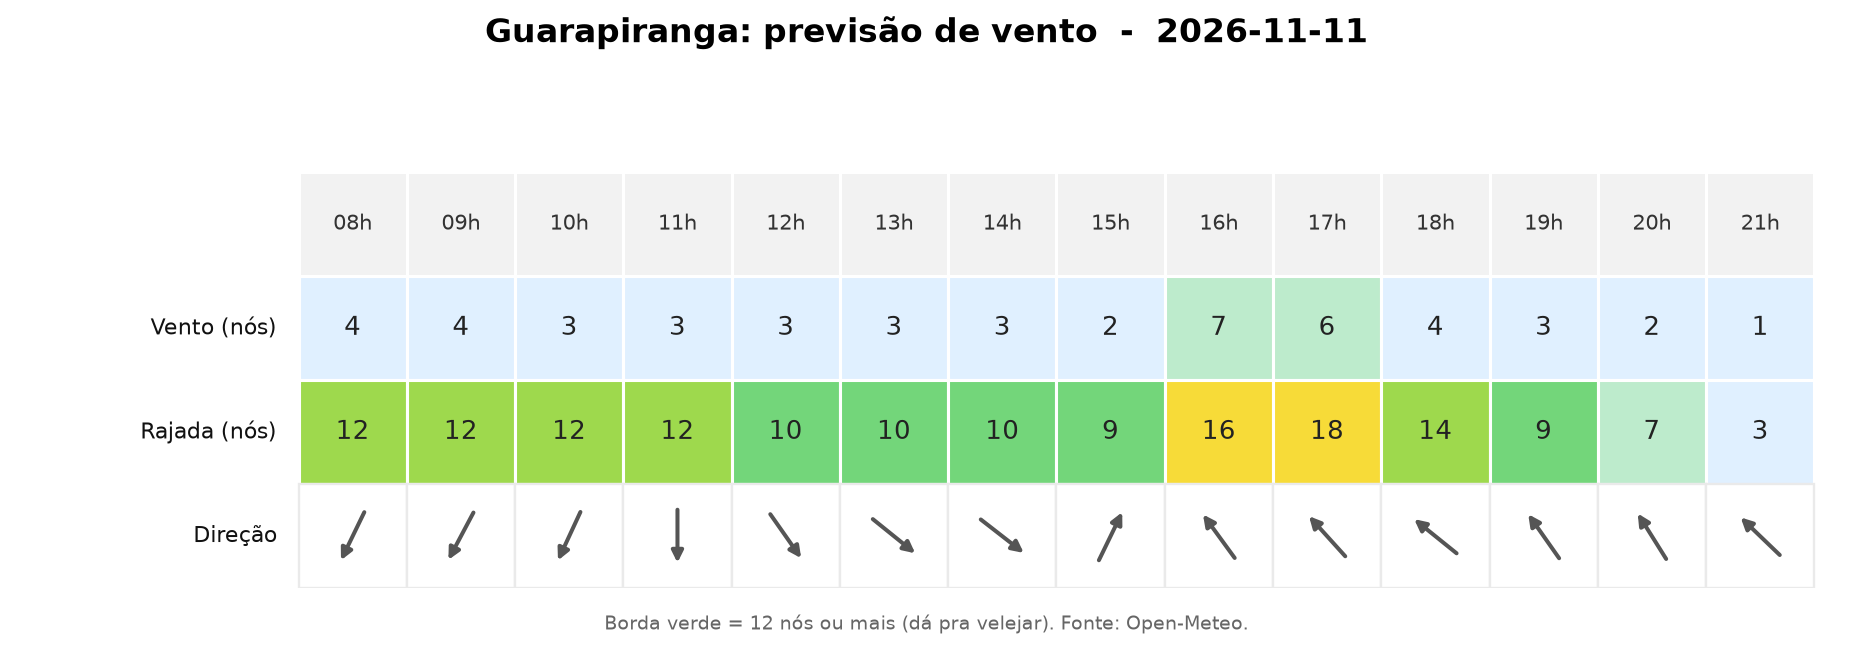 Guarapiranga: previsão de vento - 2026-11-11
08h 09h 10h 11h 12h 13h 14h 15h 16h 17h 18h 19h 20h 21h
Vento (nós) 4 4 3 3 3 3 3 2 7 6 4 3 2 1
Rajada (nós) 12 12 12 12 10 10 10 9 16 18 14 9 7 3
Direção
Borda verde = 12 nós ou mais (dá pra velejar). Fonte: Open-Meteo.